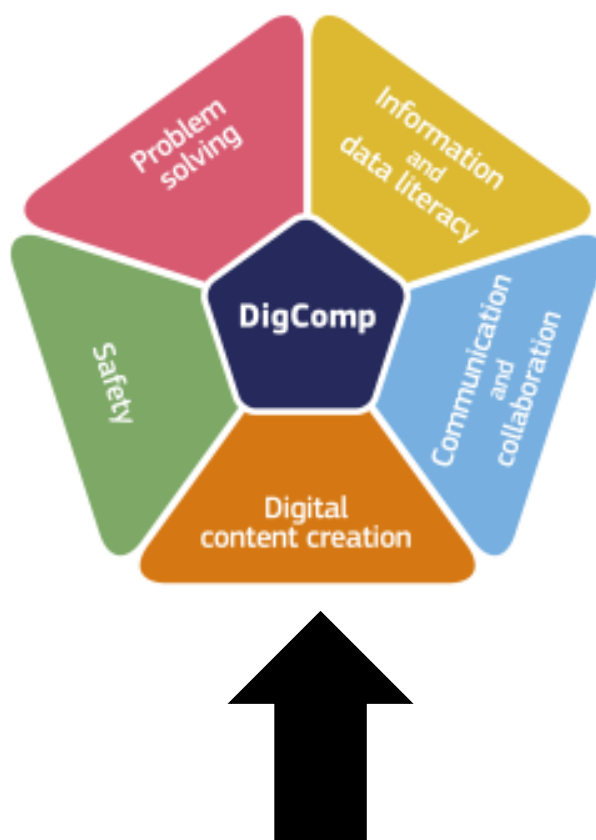 Problem
solving
Information
and
data literacy
DigComp
Safety
Communication
and
collaboration
Digital
content creation